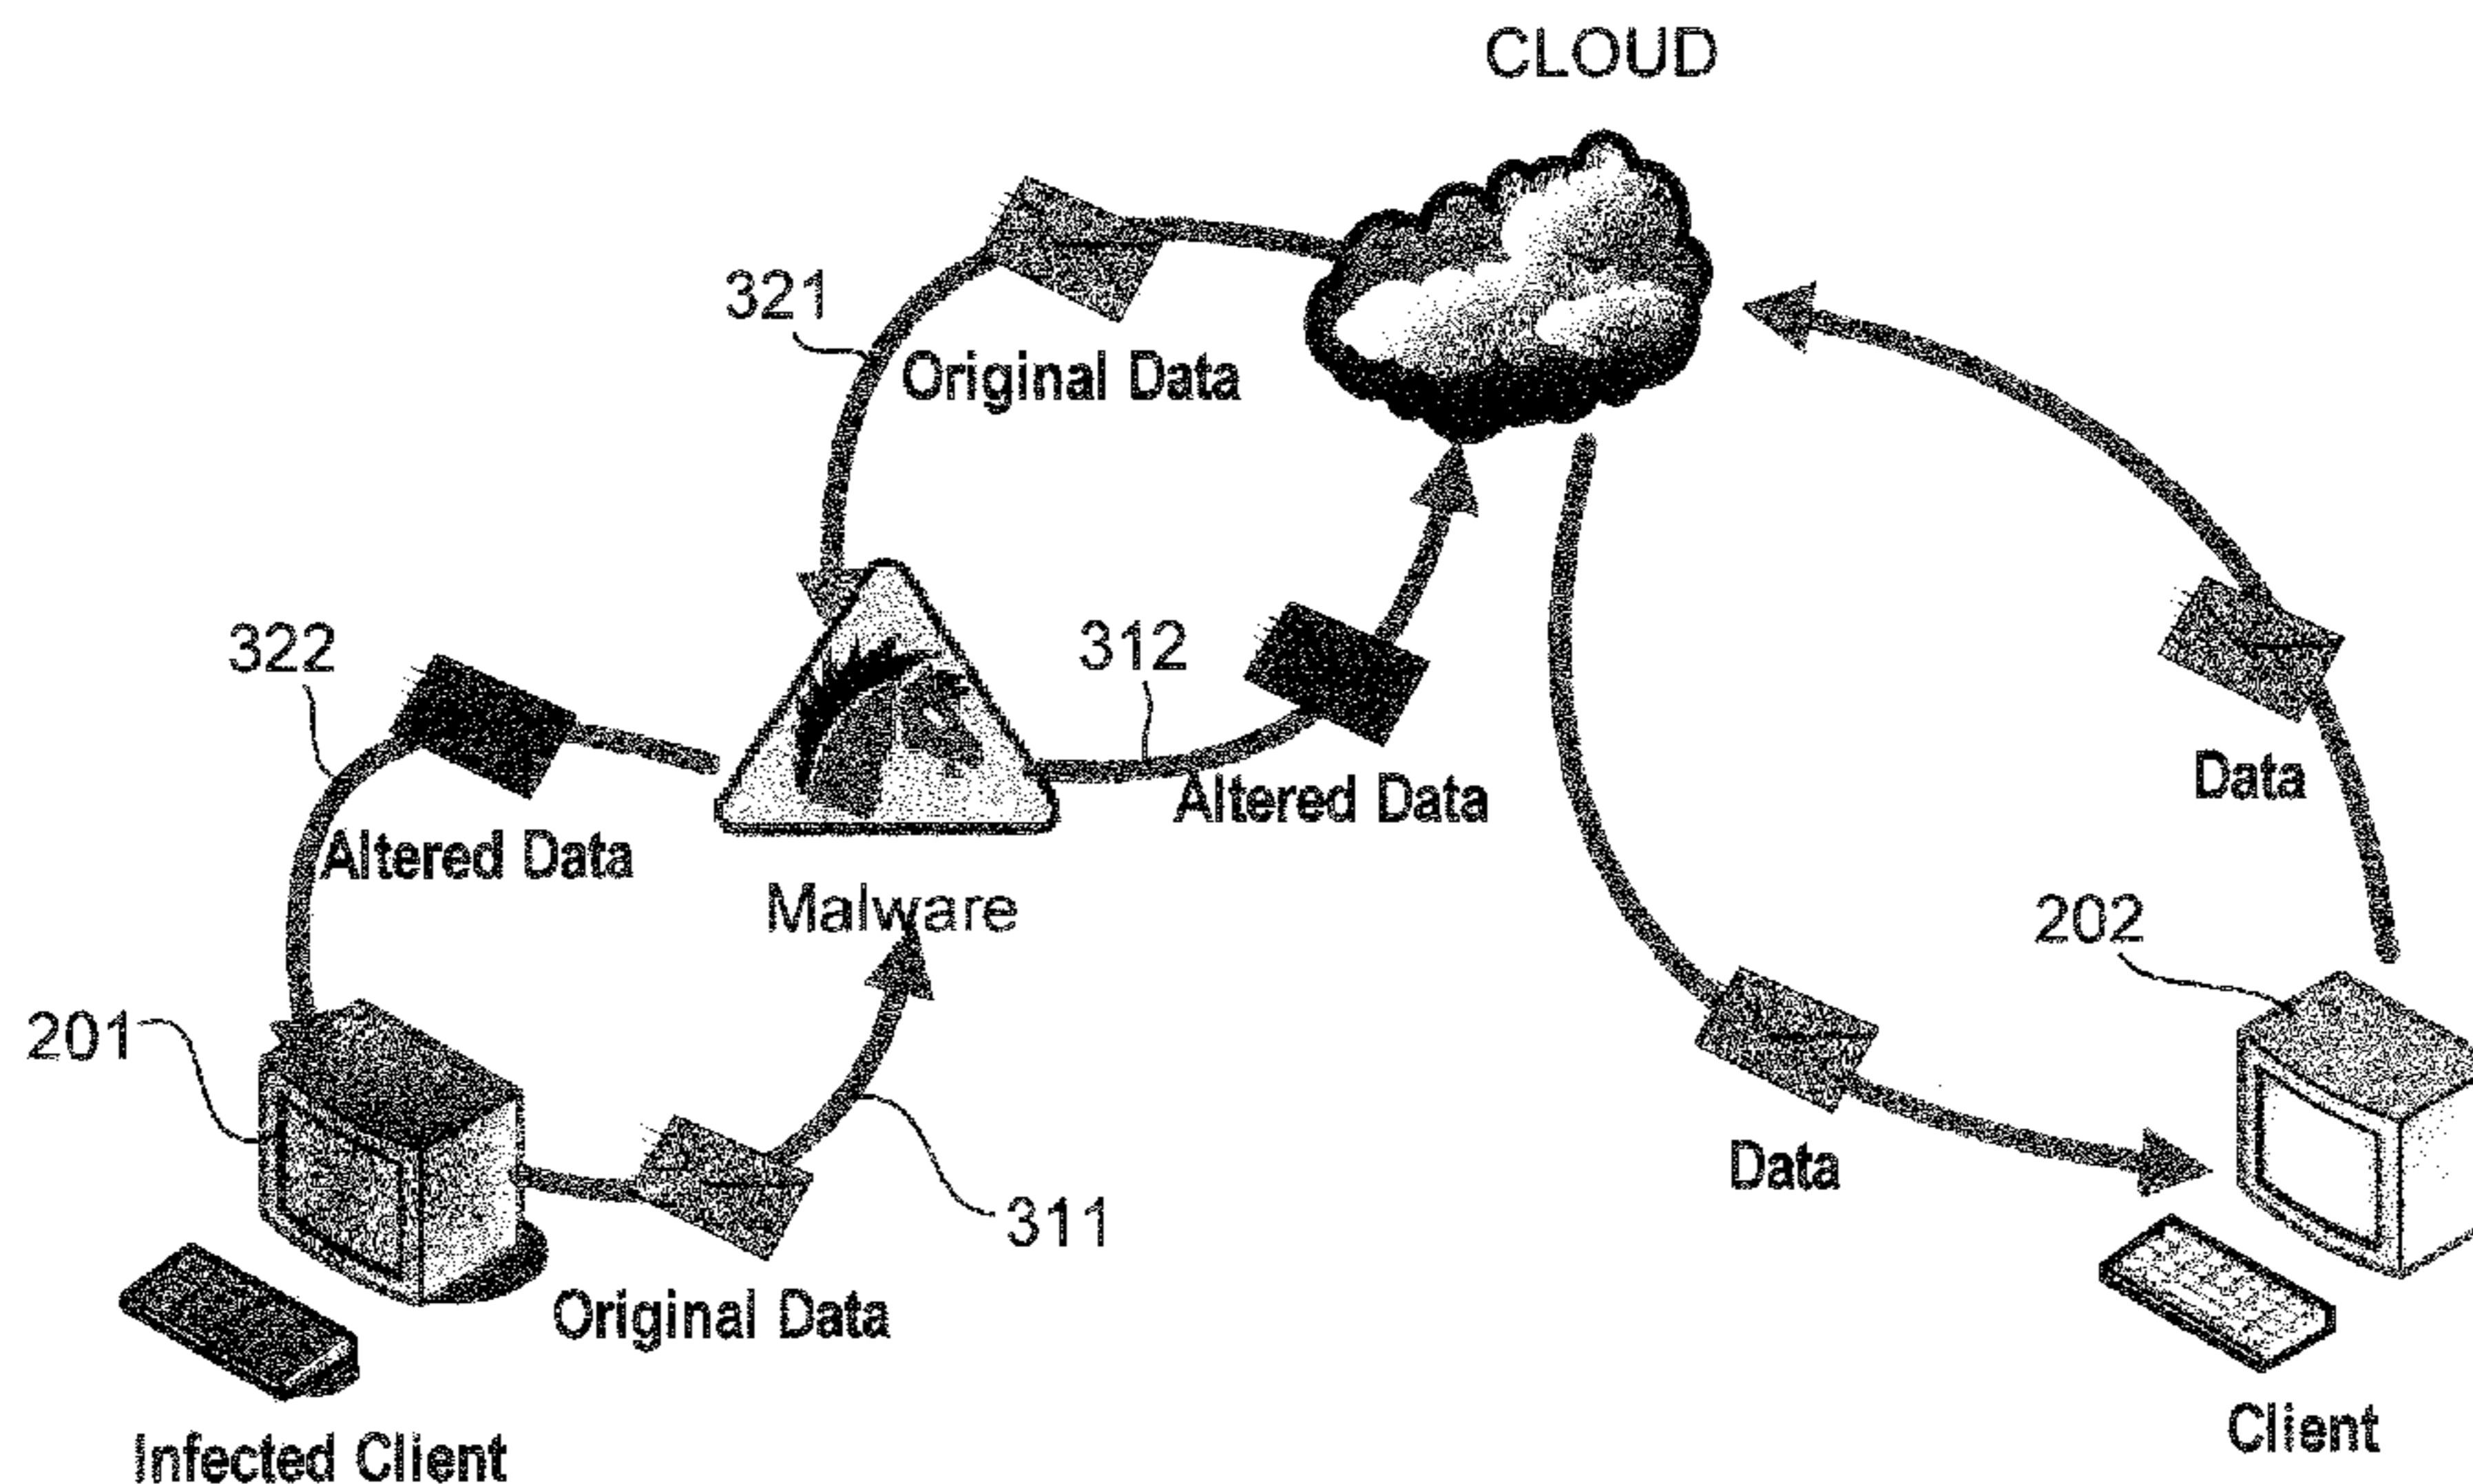 CLOUD
321
Original Data
322
312
Altered Data
Data
Altered Data
Malware
202
201
Data
311
Original Data
Client
Infected Client